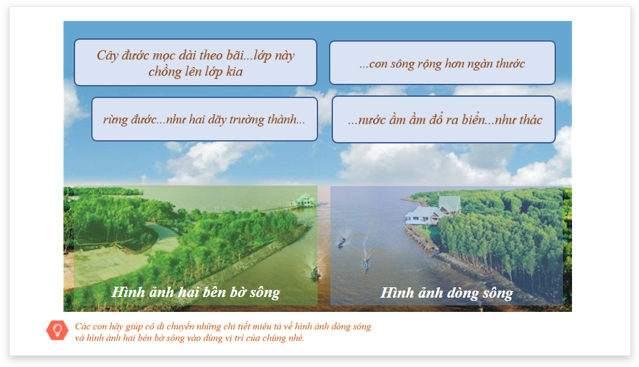 Cây đước mọc dài theo bãi...lớp này
chồng lên lớp kia
...con sông rộng hơn ngàn thước
rừng đước...như hai dãy trường thành...
...nước ầm ầm đổ ra biển...như thác
Hình ảnh hai bên bờ sông
Hình ảnh dòng sông
Các con hãy giúp cô di chuyển những chi tiết miêu tả về hình ảnh dòng sông
và hình ảnh hai bên bờ sông vào đúng vị trí của chúng nhé.